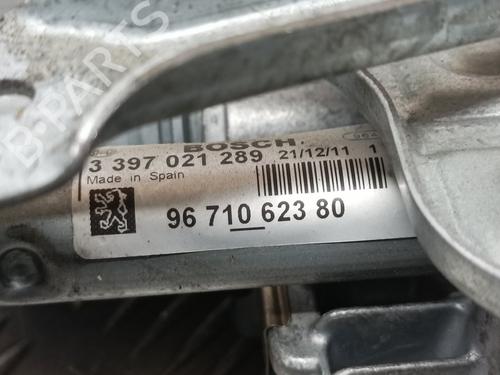 B-PARTS
BOSCH
3 397 021 289 21/12/11 1
Made in Spain
96 710 623 80